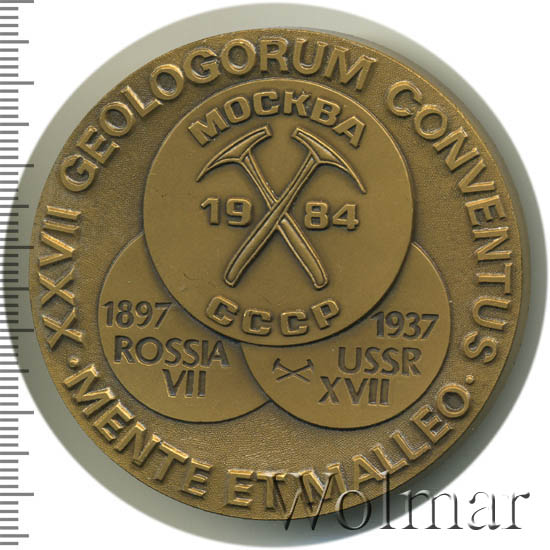 XXVII GEOLOGORUM CONVENTUS · MENTE ET MALLEO ·
МОСКВА
19 84
СССР
1897
ROSSIA
VII
1937
USSR
XVII
Wolmar